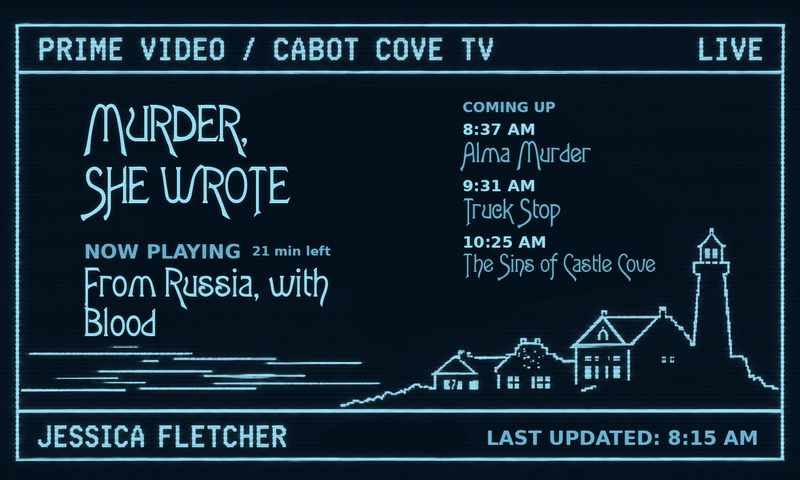 PRIME VIDEO / CABOT COVE TV
LIVE
MURDER,
SHE WROTE
NOW PLAYING 21 min left
From Russia, with
Blood
COMING UP
8:37 AM
Alma Murder
9:31 AM
Truck Stop
10:25 AM
The Sins of Castle Cove
JESSICA FLETCHER
LAST UPDATED: 8:15 AM